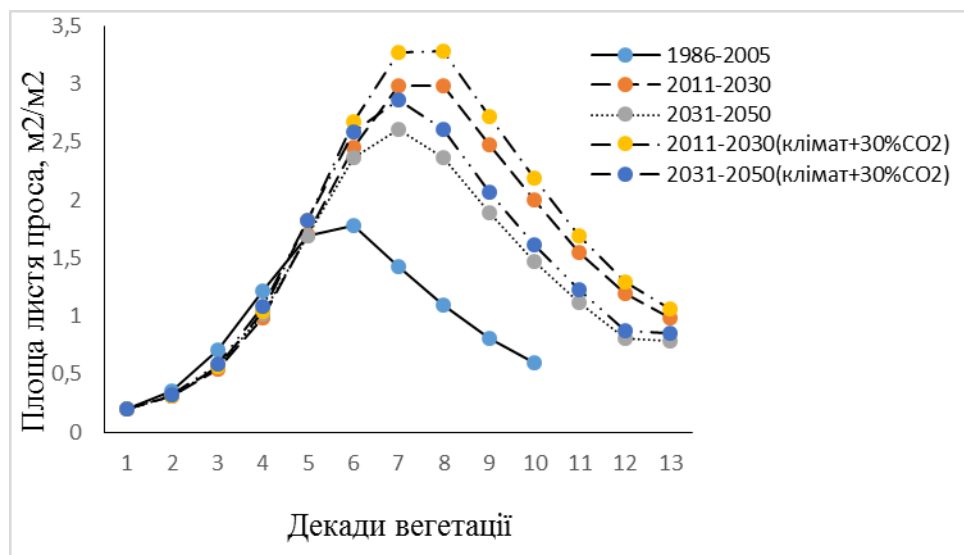 Площа листя проса, м2/м2
3,5
3
2,5
2
1,5
1
0,5
0
1 2 3 4 5 6 7 8 9 10 11 12 13
Декади вегетації
1986-2005
2011-2030
2031-2050
2011-2030(клімат+30%CO2)
2031-2050(клімат+30%CO2)